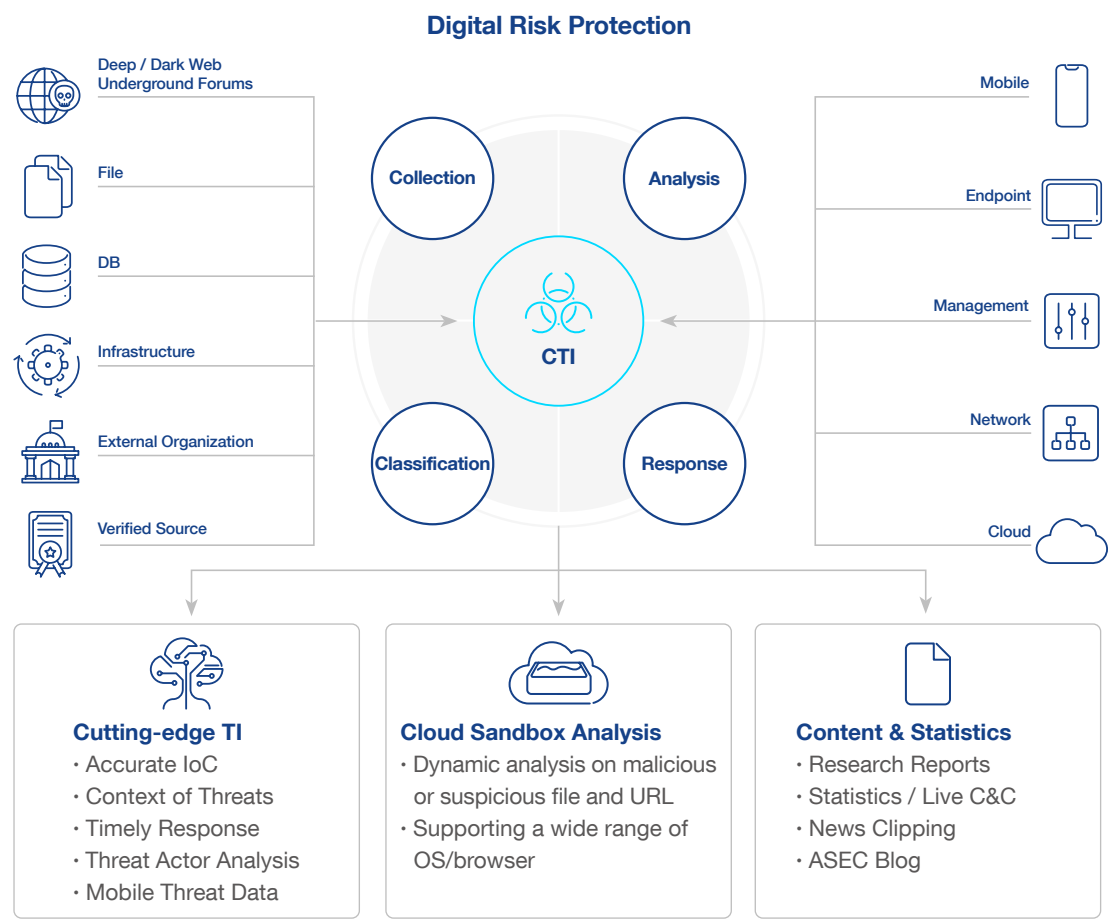 Digital Risk Protection
Deep / Dark Web
Underground Forums
File
DB
Infrastructure
External Organization
Verified Source
Collection
Analysis
CTI
Classification
Response
Mobile
Endpoint
Management
Network
Cloud
Cutting-edge TI
· Accurate IoC
· Context of Threats
· Timely Response
· Threat Actor Analysis
· Mobile Threat Data
Cloud Sandbox Analysis
· Dynamic analysis on malicious
or suspicious file and URL
· Supporting a wide range of
OS/browser
Content & Statistics
· Research Reports
· Statistics / Live C&C
· News Clipping
· ASEC Blog